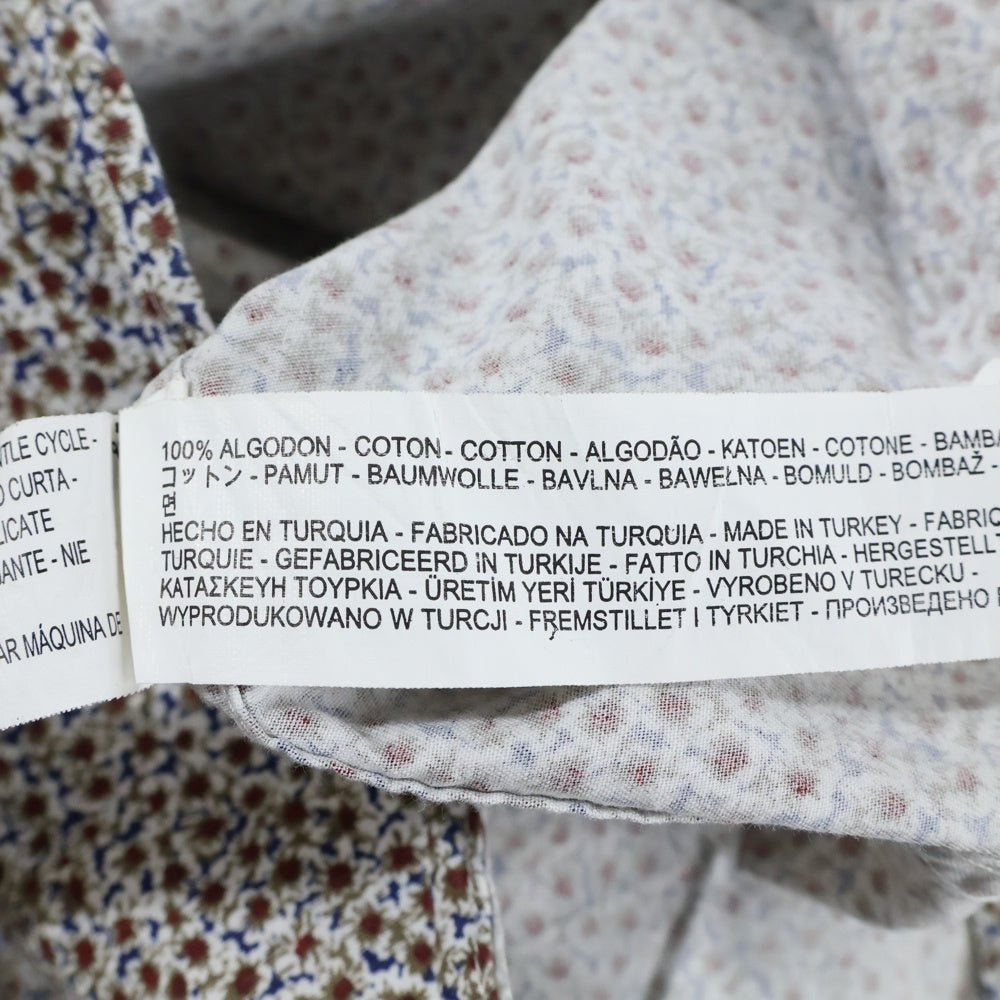 TLE CYCLE -
CURTA -
LICATE
ANTE - NIE
AR MÁQUINA DE
100% ALGODON - COTON - COTTON - ALGODÃO - KATOEN - COTONE - BAMBA
コットン - PAMUT - BAUMWOLLE - BAVLNA - BAWEŁNA - BOMULD - BOMBAŽ -
면
HECHO EN TURQUIA - FABRICADO NA TURQUIA - MADE IN TURKEY - FABRIQ
TURQUIE - GEFABRICEERD IN TURKIJE - FATTO IN TURCHIA - HERGESTELLT
ΚΑΤΑΣΚΕΥΗ ΤΟΥΡΚΙΑ - ÜRETİM YERİ TÜRKİYE - VYROBENO V TURECKU -
WYPRODUKOWANO W TURCJI - FREMSTILLET I TYRKIET - ПРОИЗВЕДЕНО